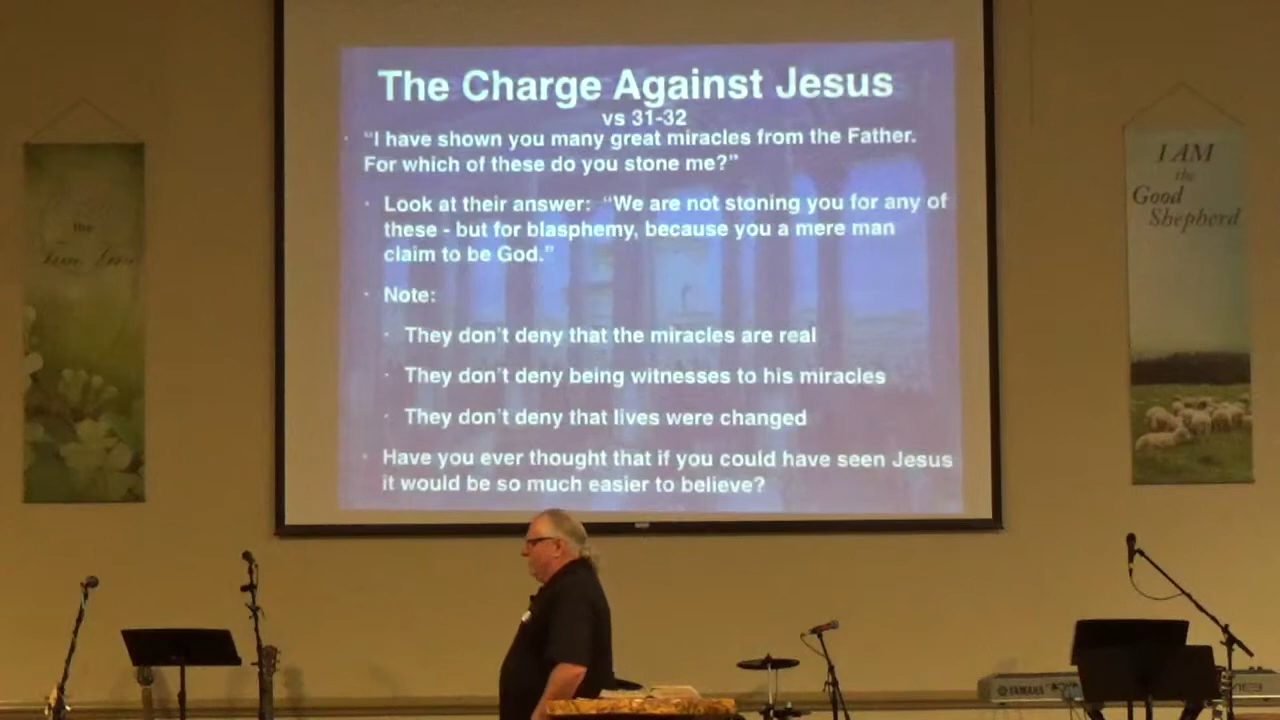 The Charge Against Jesus
vs 31-32
· "I have shown you many great miracles from the Father.
For which of these do you stone me?"
· Look at their answer: "We are not stoning you for any of
these - but for blasphemy, because you a mere man
claim to be God."
· Note:
· They don't deny that the miracles are real
· They don't deny being witnesses to his miracles
· They don't deny that lives were changed
· Have you ever thought that if you could have seen Jesus
it would be so much easier to believe?
the
I AM
the
Good
Shepherd
YAMAHA